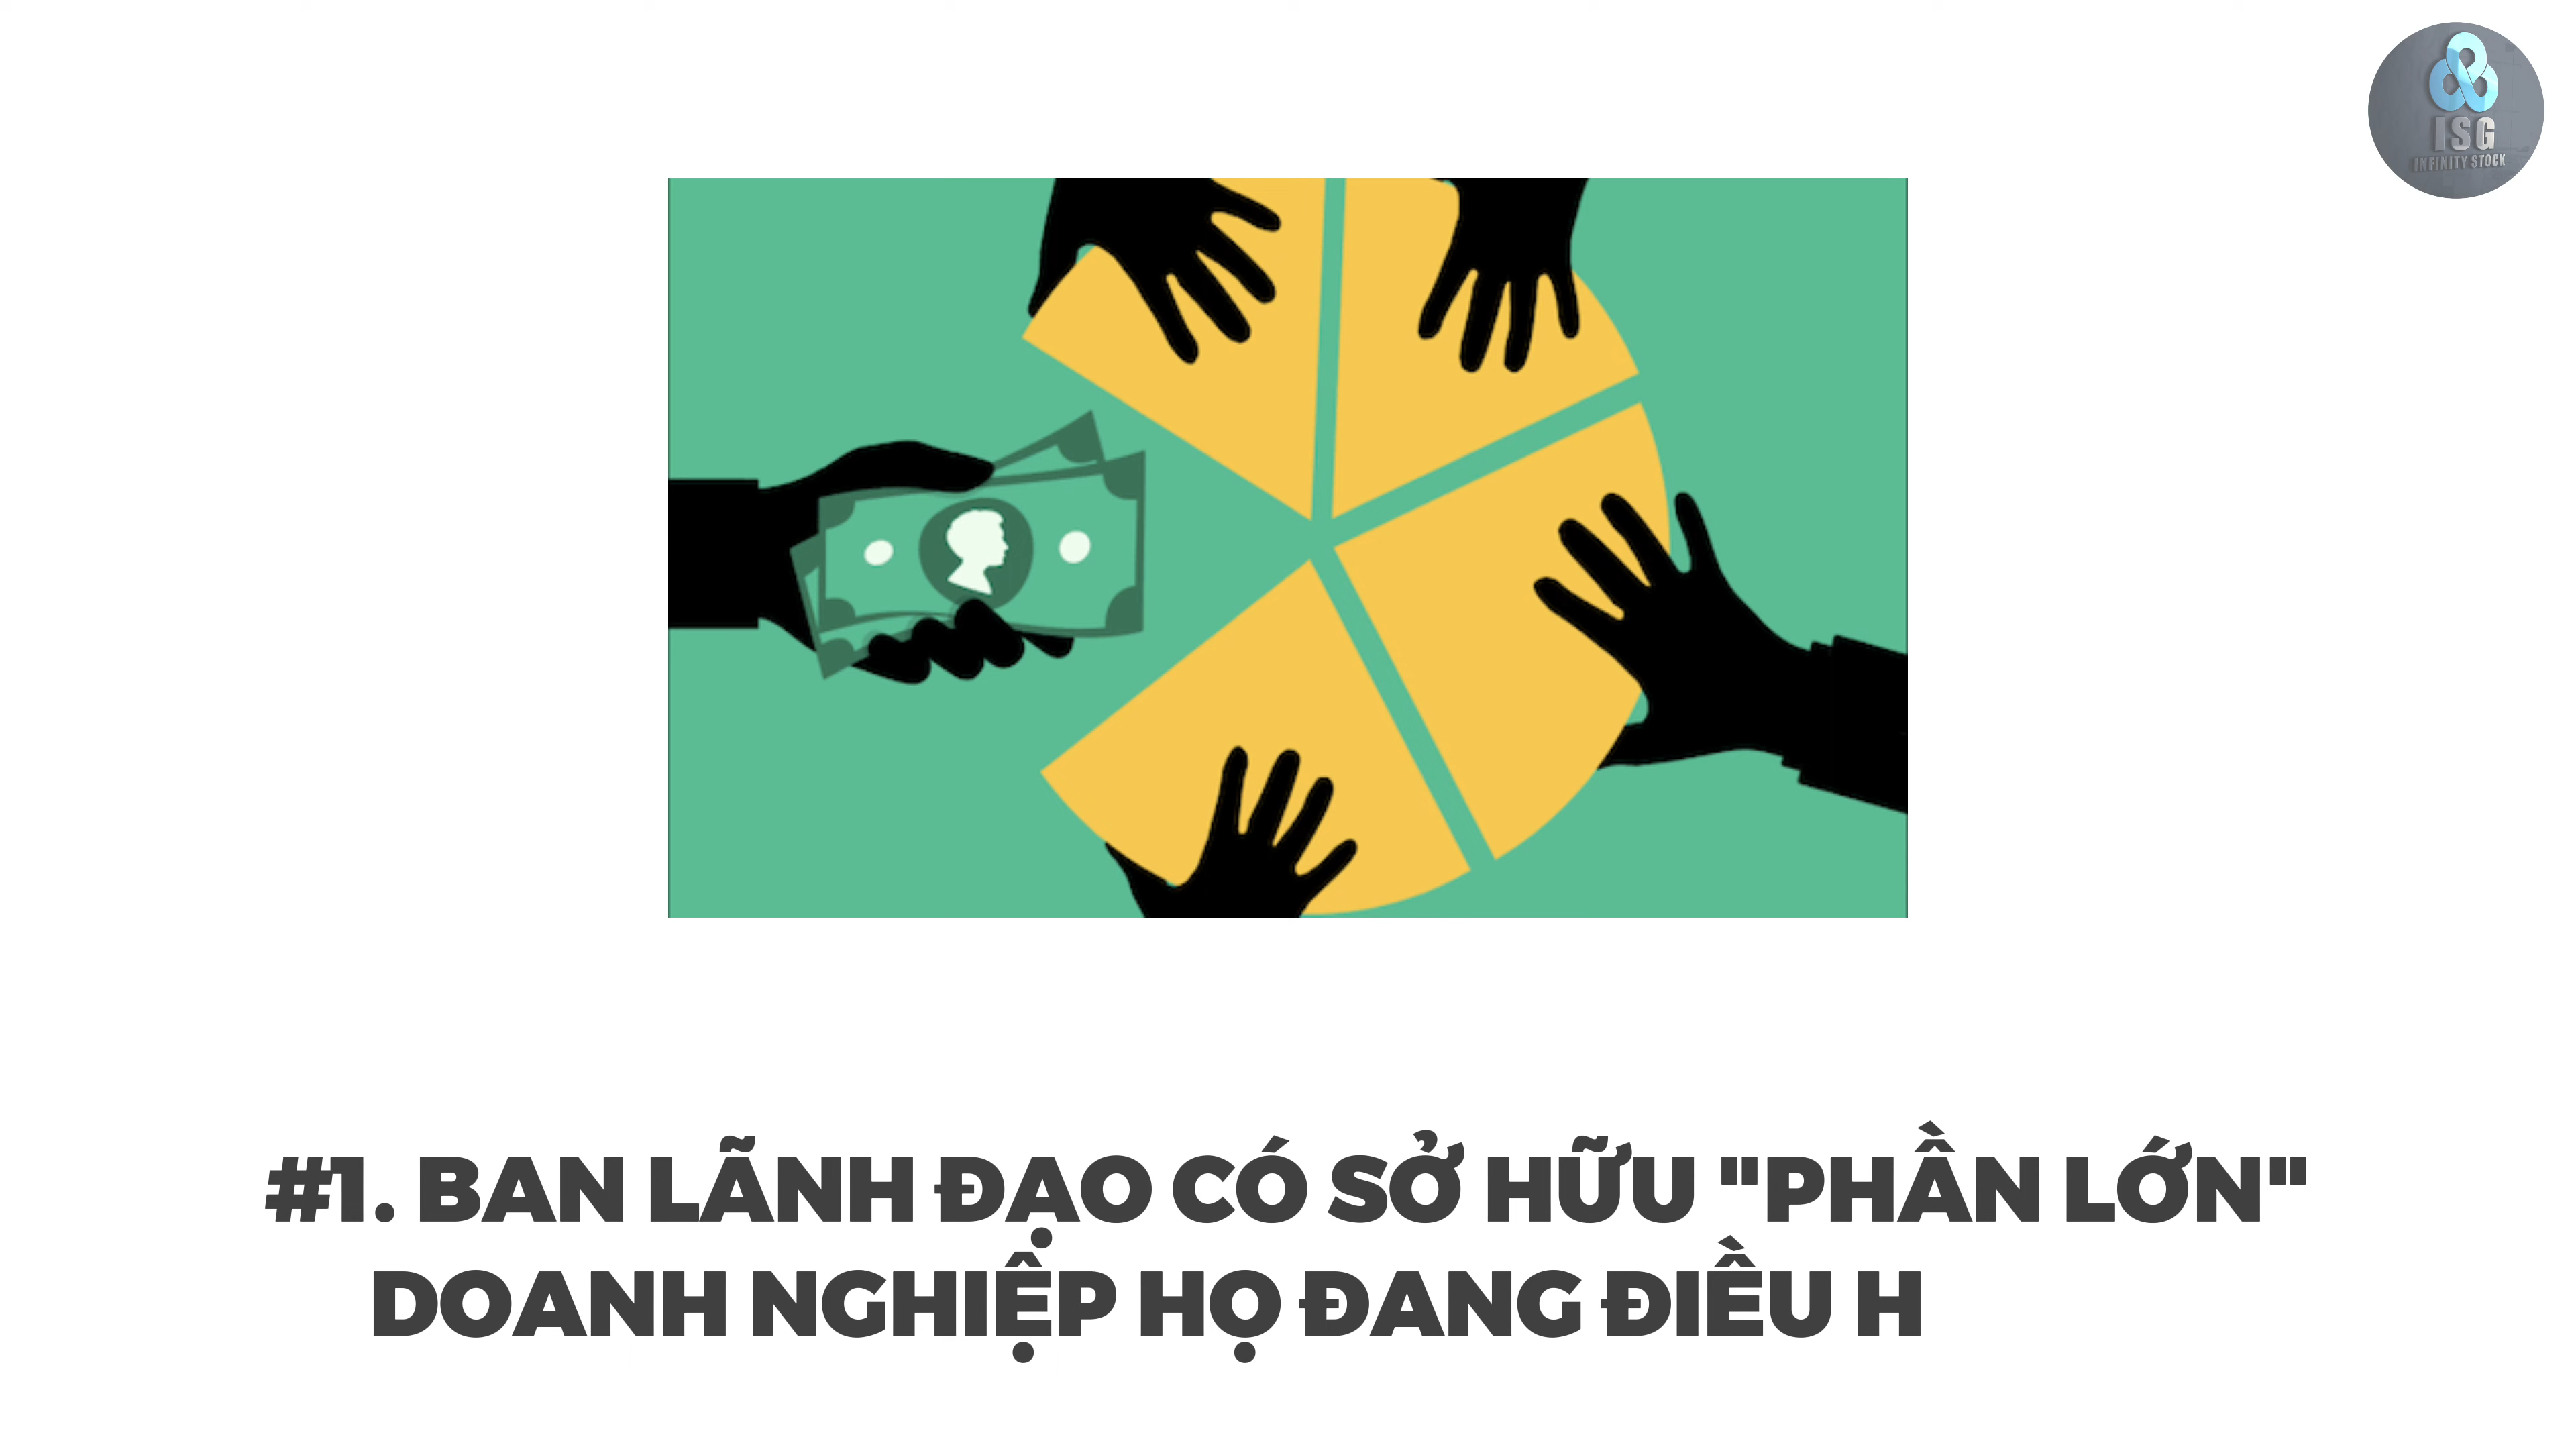 ISG
INFINITY STOCK
#1. BAN LÃNH ĐẠO CÓ SỞ HỮU "PHẦN LỚN"
DOANH NGHIỆP HỌ ĐANG ĐIỀU H